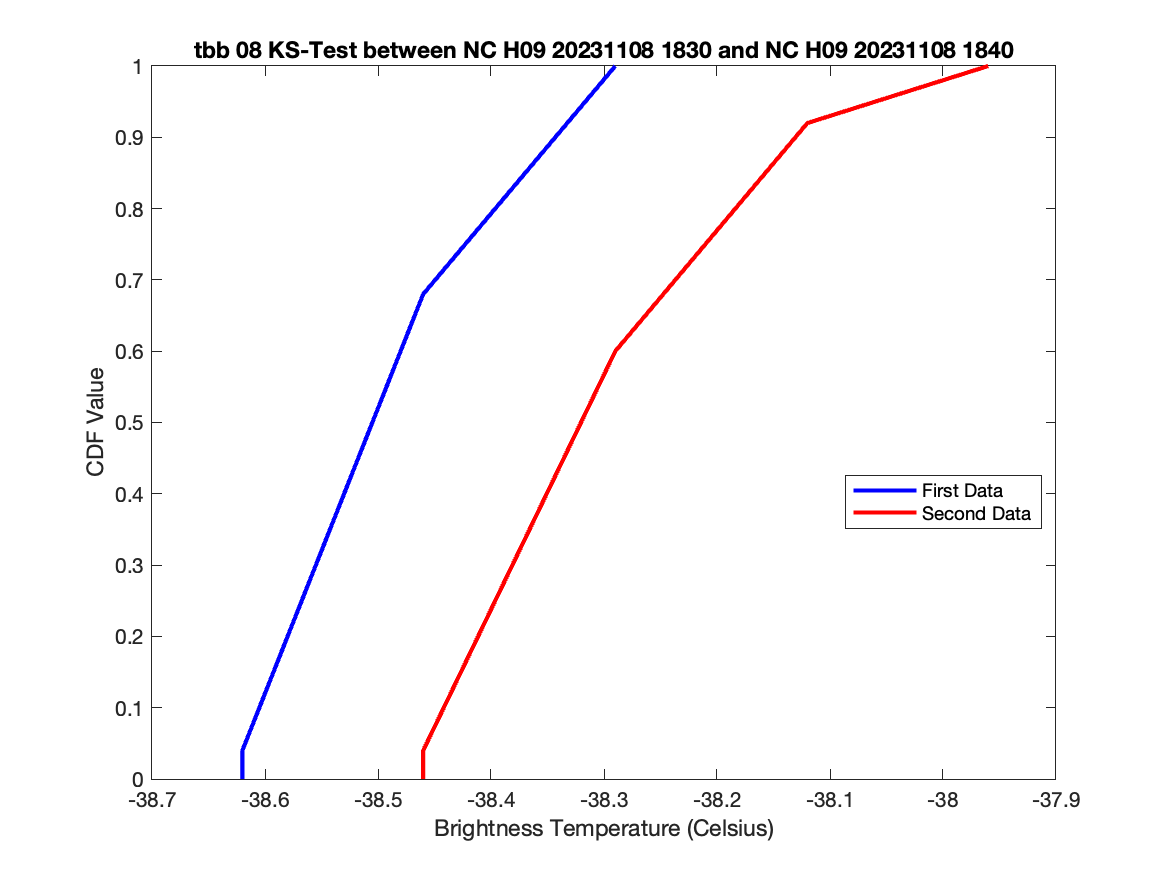 tbb 08 KS-Test between NC H09 20231108 1830 and NC H09 20231108 1840
1
0.9
0.8
0.7
0.6
0.5
0.4
0.3
0.2
0.1
0
CDF Value
First Data
Second Data
-38.7 -38.6 -38.5 -38.4 -38.3 -38.2 -38.1 -38 -37.9
Brightness Temperature (Celsius)